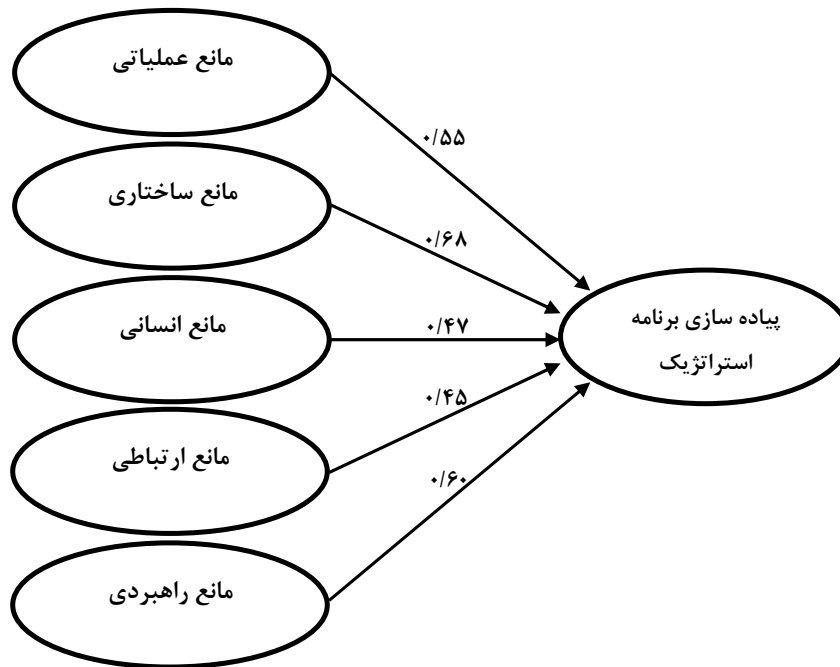 مانع عملیاتی
۰/۵۵
مانع ساختاری
۰/۶۸
مانع انسانی
۰/۴۷
پیاده سازی برنامه
استراتژیک
مانع ارتباطی
۰/۴۵
مانع راهبردی
۰/۶۰